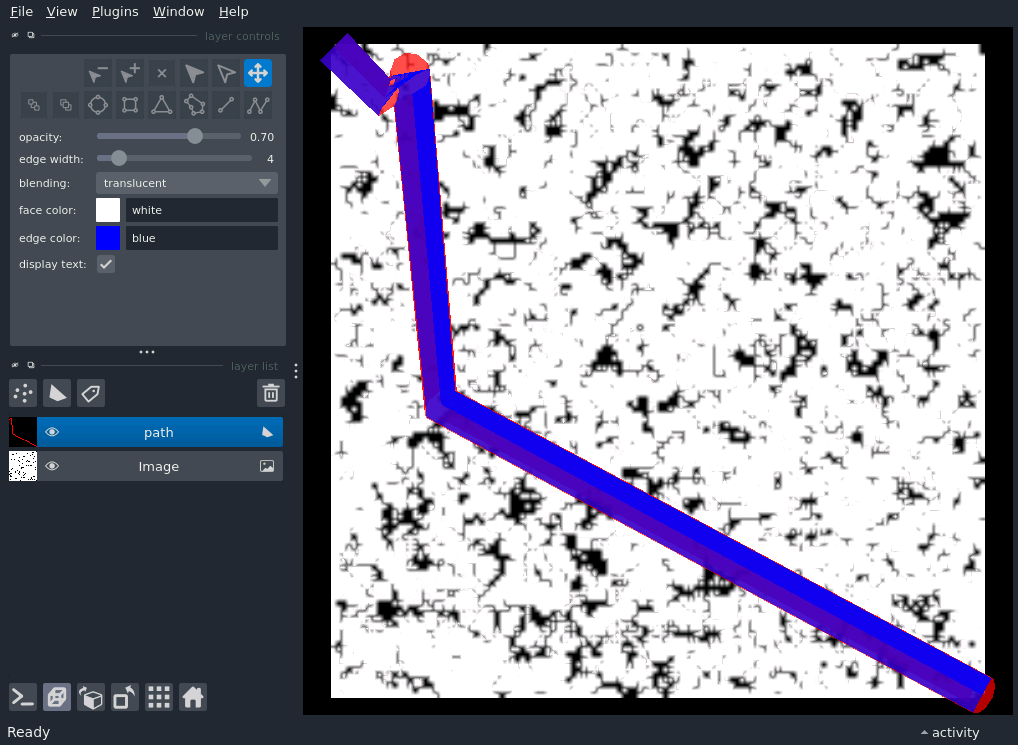 File View Plugins Window Help
layer controls
opacity: 0.70
edge width: 4
blending: translucent
face color: white
edge color: blue
display text:
layer list
path
Image
Ready activity